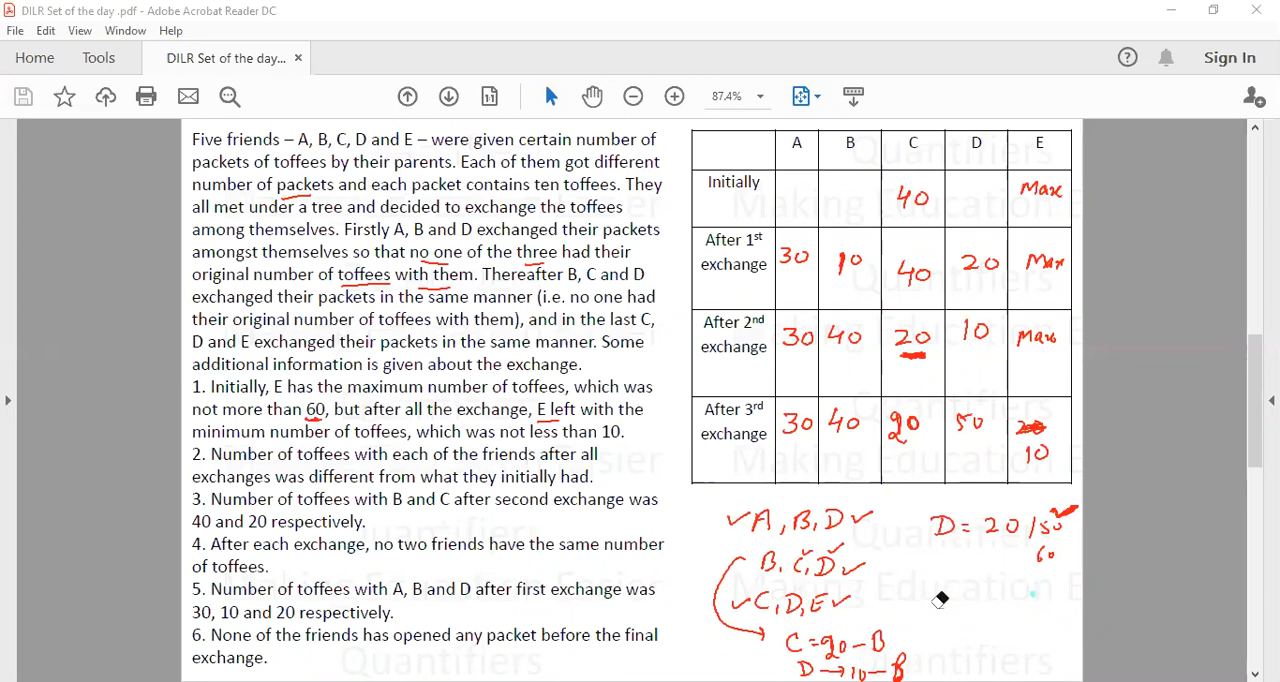 DILR Set of the day .pdf - Adobe Acrobat Reader DC
File Edit View Window Help
Home Tools DILR Set of the day... × Sign In
87.4%
Five friends – A, B, C, D and E – were given certain number of
packets of toffees by their parents. Each of them got different
number of packets and each packet contains ten toffees. They
all met under a tree and decided to exchange the toffees
among themselves. Firstly A, B and D exchanged their packets
amongst themselves so that no one of the three had their
original number of toffees with them. Thereafter B, C and D
exchanged their packets in the same manner (i.e. no one had
their original number of toffees with them), and in the last C,
D and E exchanged their packets in the same manner. Some
additional information is given about the exchange.
1. Initially, E has the maximum number of toffees, which was
not more than 60, but after all the exchange, E left with the
minimum number of toffees, which was not less than 10.
2. Number of toffees with each of the friends after all
exchanges was different from what they initially had.
3. Number of toffees with B and C after second exchange was
40 and 20 respectively.
4. After each exchange, no two friends have the same number
of toffees.
5. Number of toffees with A, B and D after first exchange was
30, 10 and 20 respectively.
6. None of the friends has opened any packet before the final
exchange.
A B C D E
Initially 40 Max
After 1st exchange 30 10 40 20 Max
After 2nd exchange 30 40 20 10 Max
After 3rd exchange 30 40 90 50 10
✓A, B, D✓ D = 20/50✓
60
B, C, D✓
✓C, D, E✓
C = 90 – B
D → 10 – B
Making Education Easier
Quantifiers